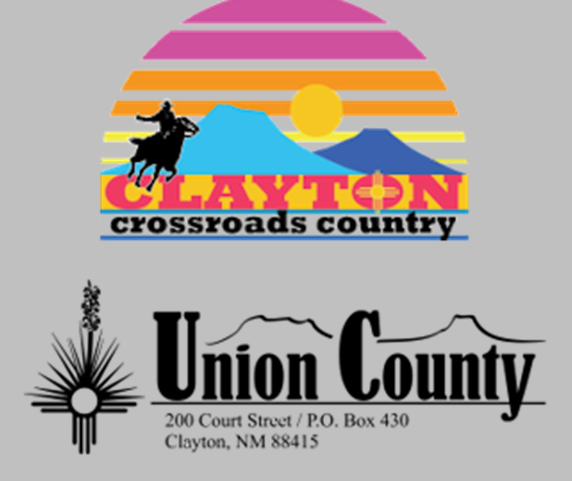 CLAYTON
crossroads country
Union County
200 Court Street / P.O. Box 430
Clayton, NM 88415